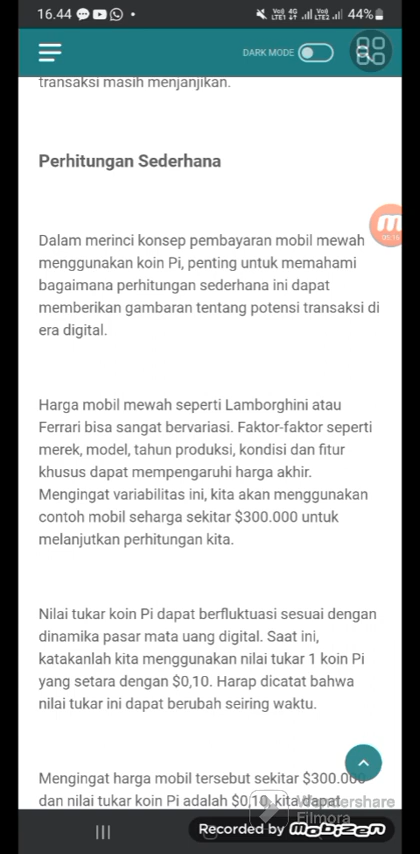 16.44
VoB LTE1 4G VoB LTE2 44%
DARK MODE
transaksi masih menjanjikan.
Perhitungan Sederhana
Dalam merinci konsep pembayaran mobil mewah
menggunakan koin Pi, penting untuk memahami
bagaimana perhitungan sederhana ini dapat
memberikan gambaran tentang potensi transaksi di
era digital.
Harga mobil mewah seperti Lamborghini atau
Ferrari bisa sangat bervariasi. Faktor-faktor seperti
merek, model, tahun produksi, kondisi dan fitur
khusus dapat mempengaruhi harga akhir.
Mengingat variabilitas ini, kita akan menggunakan
contoh mobil seharga sekitar $300.000 untuk
melanjutkan perhitungan kita.
Nilai tukar koin Pi dapat berfluktuasi sesuai dengan
dinamika pasar mata uang digital. Saat ini,
katakanlah kita menggunakan nilai tukar 1 koin Pi
yang setara dengan $0,10. Harap dicatat bahwa
nilai tukar ini dapat berubah seiring waktu.
Mengingat harga mobil tersebut sekitar $300.000
dan nilai tukar koin Pi adalah $0,10, kita dapat
Wondershare
Filmora
Recorded by mobizen